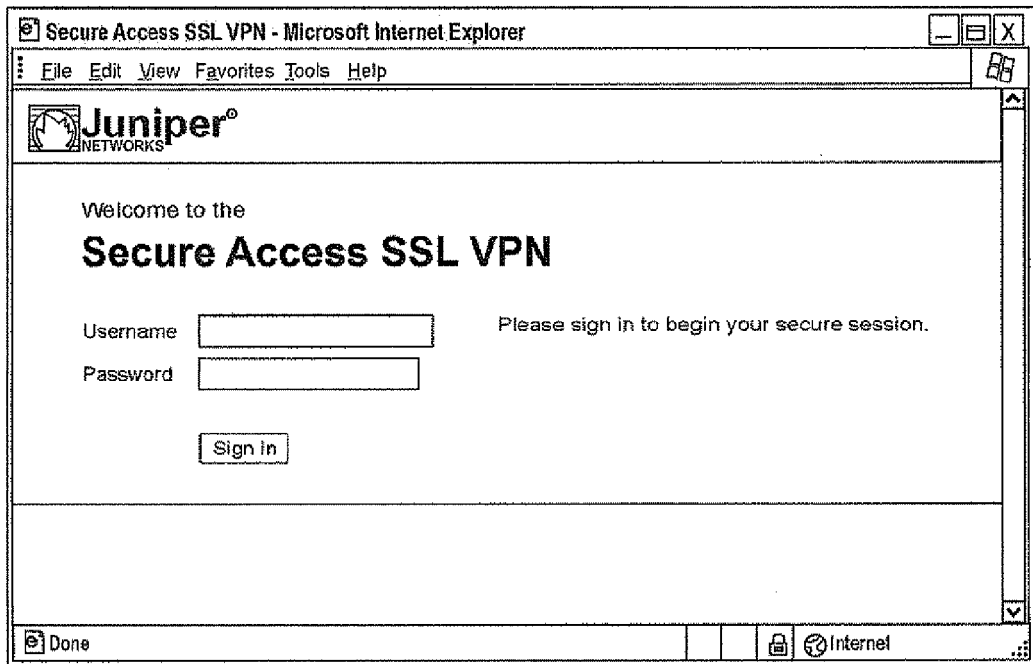 Secure Access SSL VPN - Microsoft Internet Explorer
File Edit View Favorites Tools Help
Juniper
NETWORKS
Welcome to the
Secure Access SSL VPN
Username
Please sign in to begin your secure session.
Password
Sign In
Done
Internet